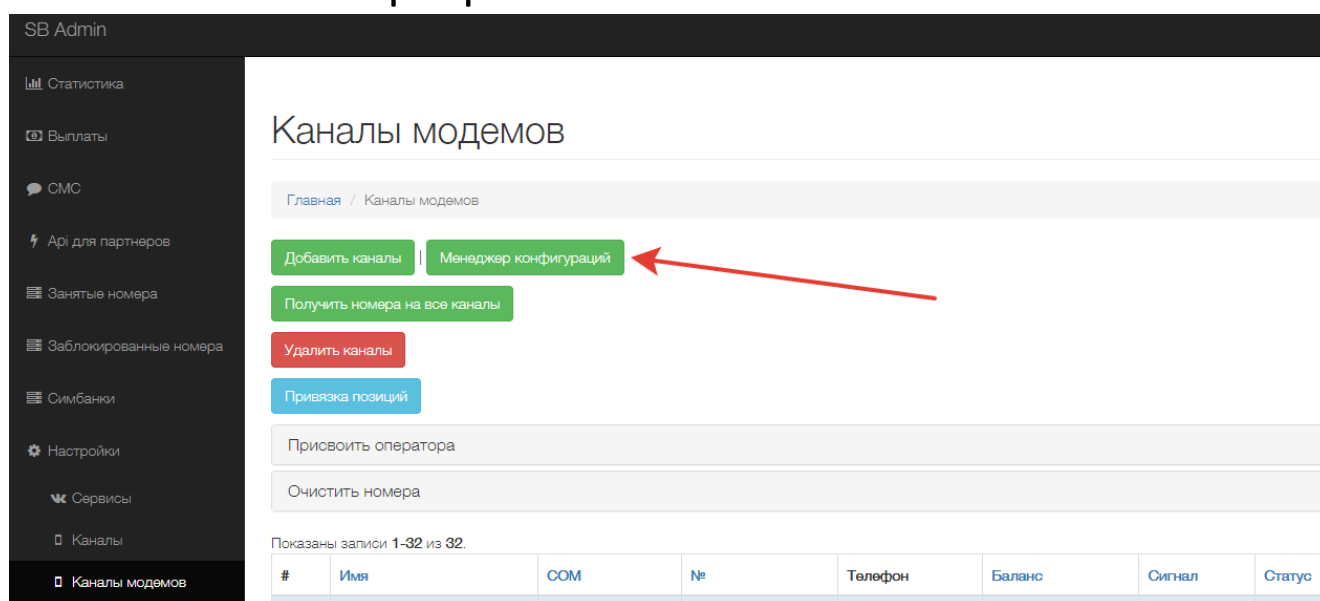 SB Admin
Статистика
Выплаты
СМС
Api для партнеров
Занятые номера
Заблокированные номера
Симбанки
Настройки
Сервисы
Каналы
Каналы модемов
Каналы модемов
Главная / Каналы модемов
Добавить каналы | Менеджер конфигураций
Получить номера на все каналы
Удалить каналы
Привязка позиций
Присвоить оператора
Очистить номера
Показаны записи 1-32 из 32.
# Имя COM № Телефон Баланс Сигнал Статус